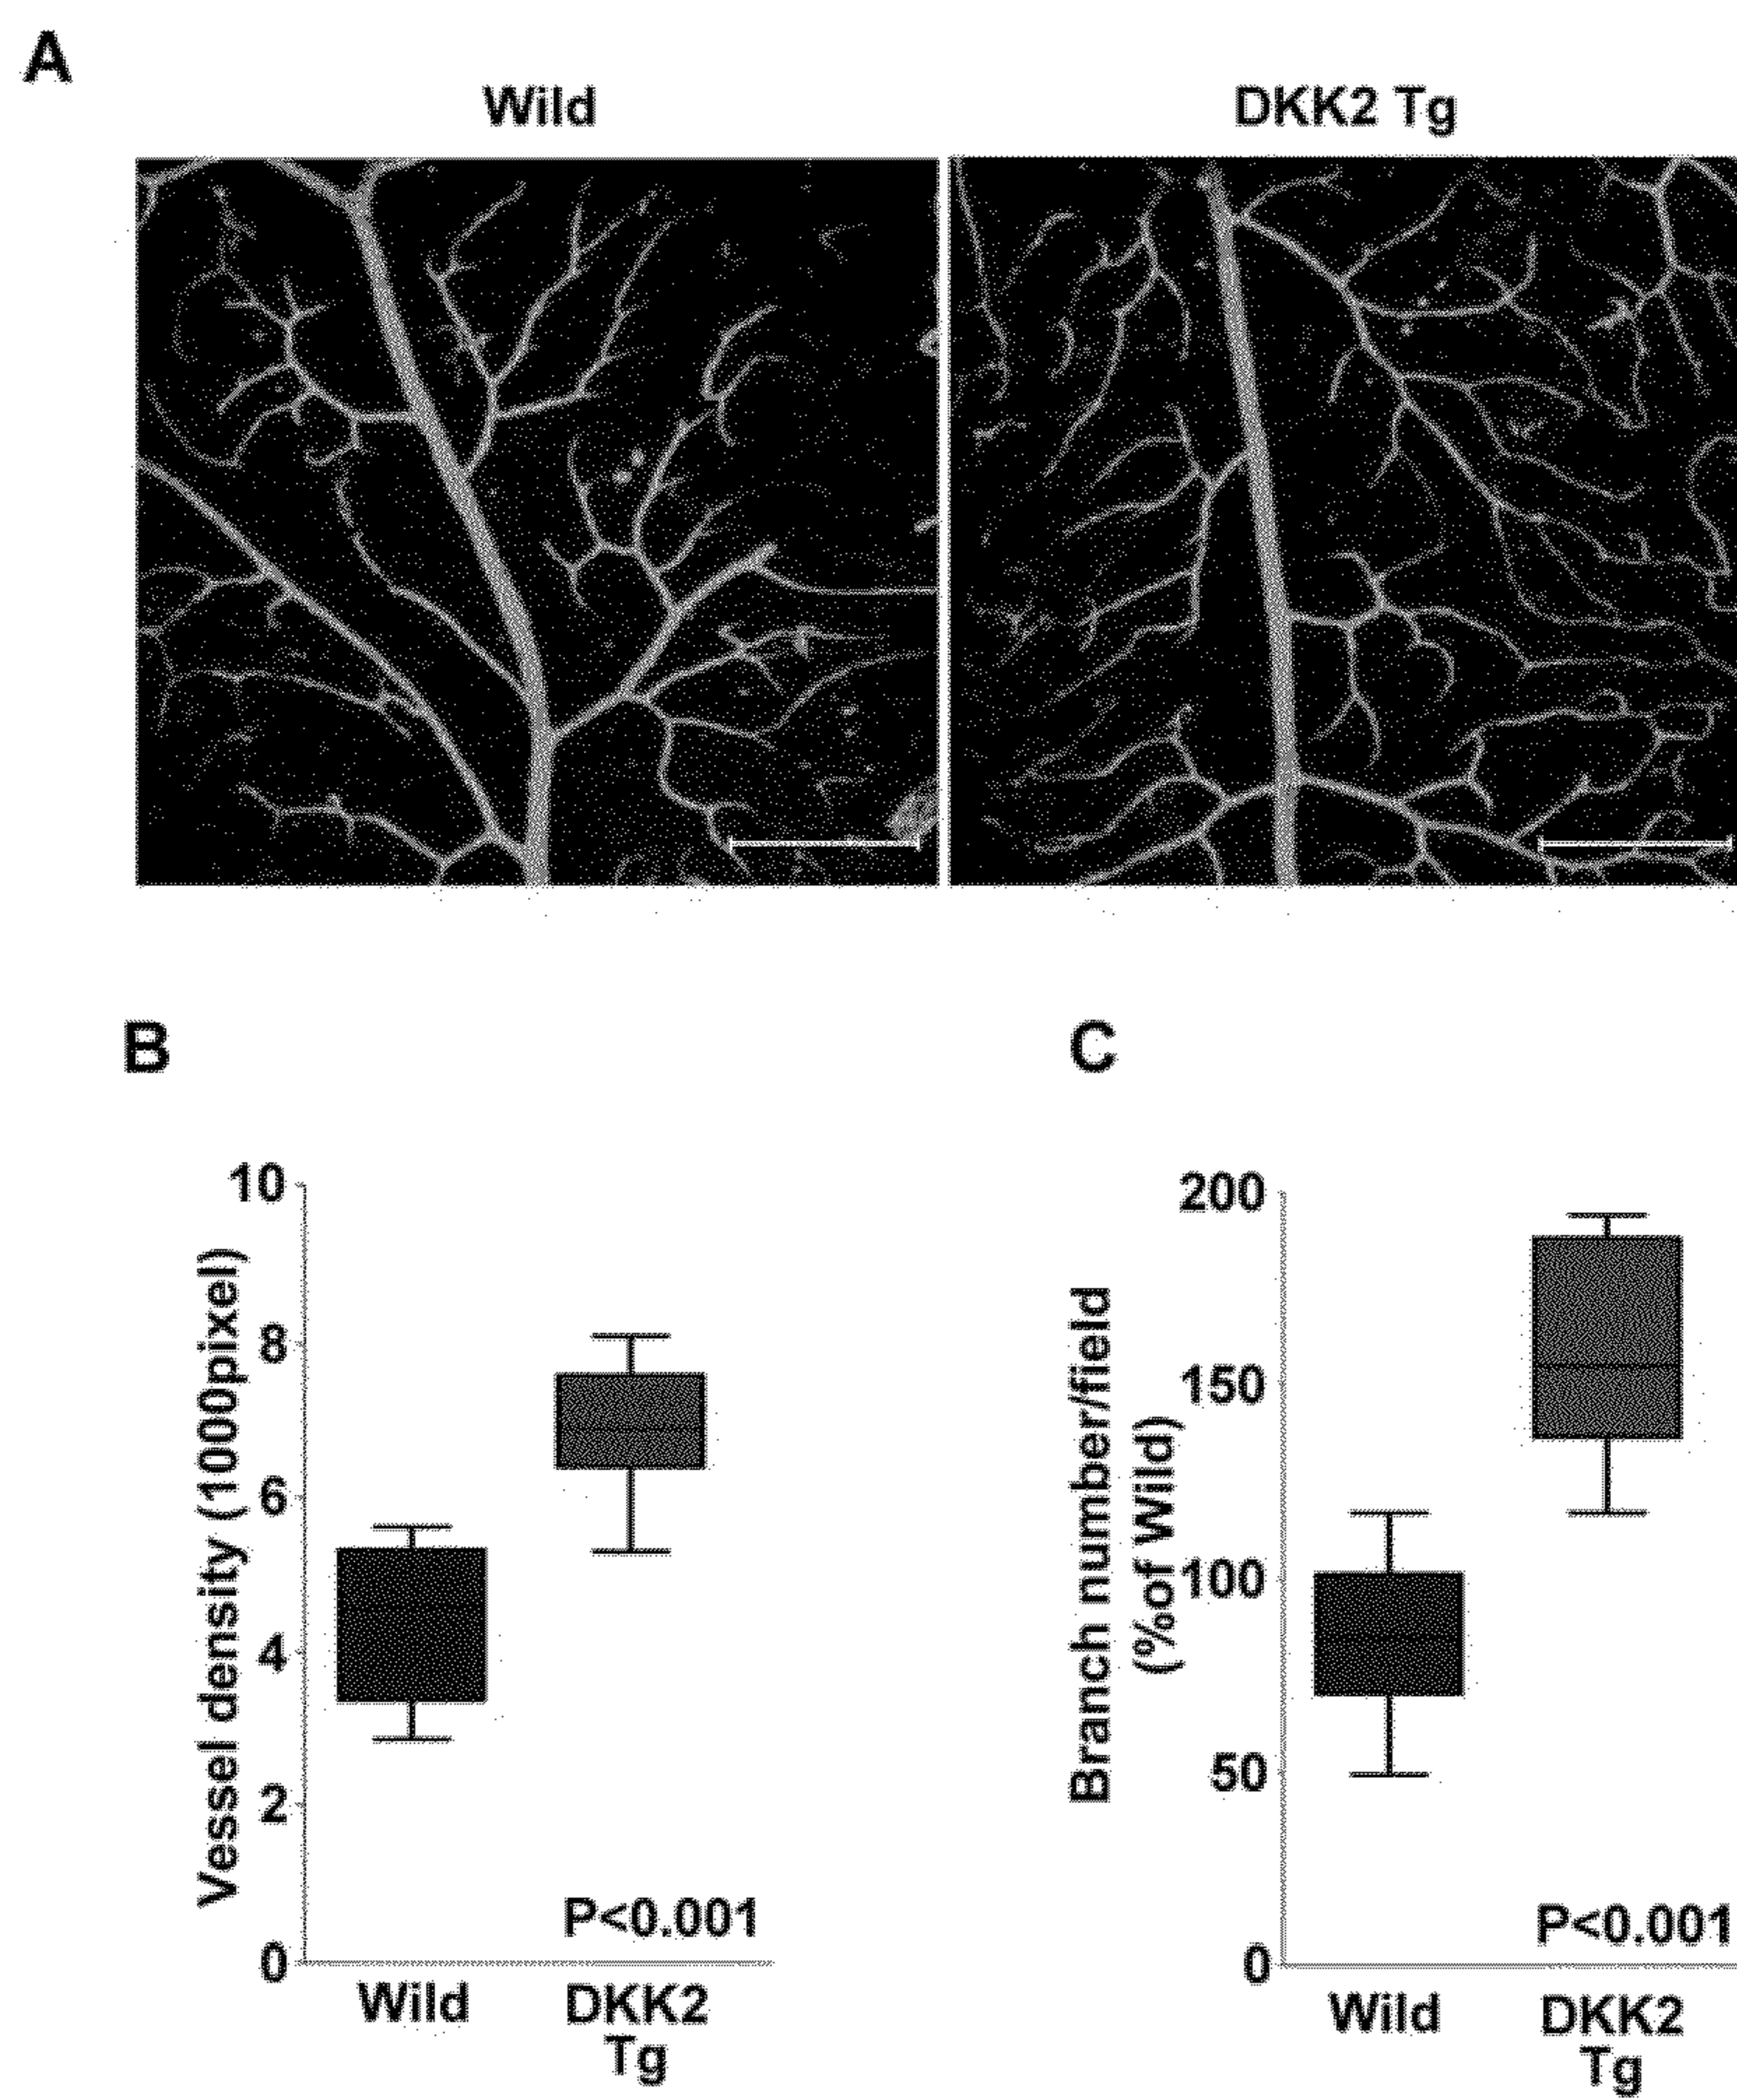 A
Wild
DKK2 Tg
B
Vessel density (1000pixel)
10
8
6
4
2
0
P<0.001
Wild
DKK2
Tg
C
Branch number/field
(%of Wild)
200
150
100
50
0
P<0.001
Wild
DKK2
Tg